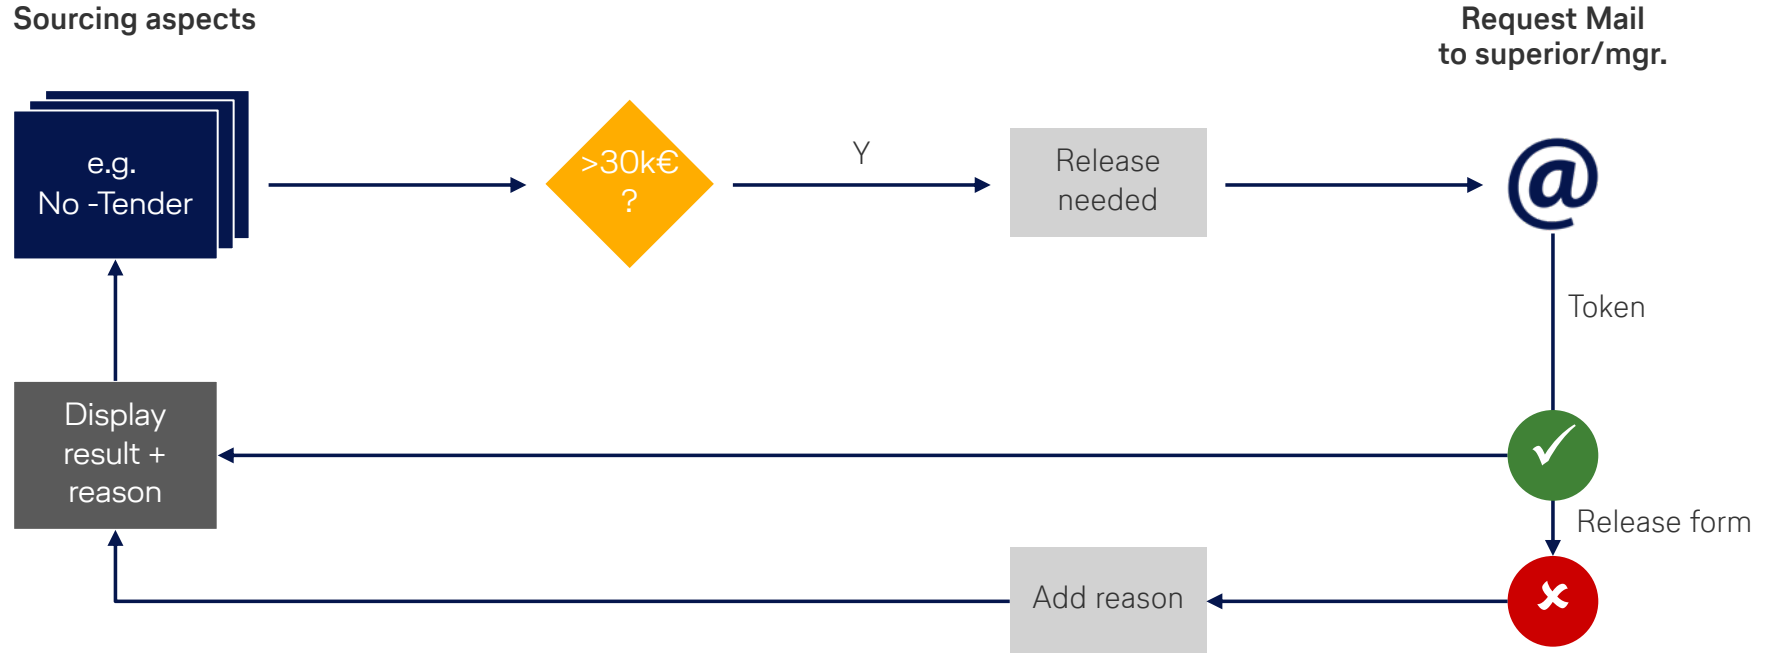 Sourcing aspects
Request Mail
to superior/mgr.
e.g.
No -Tender
>30k€
?
Y
Release
needed
@
Token
Display
result +
reason
Release form
Add reason